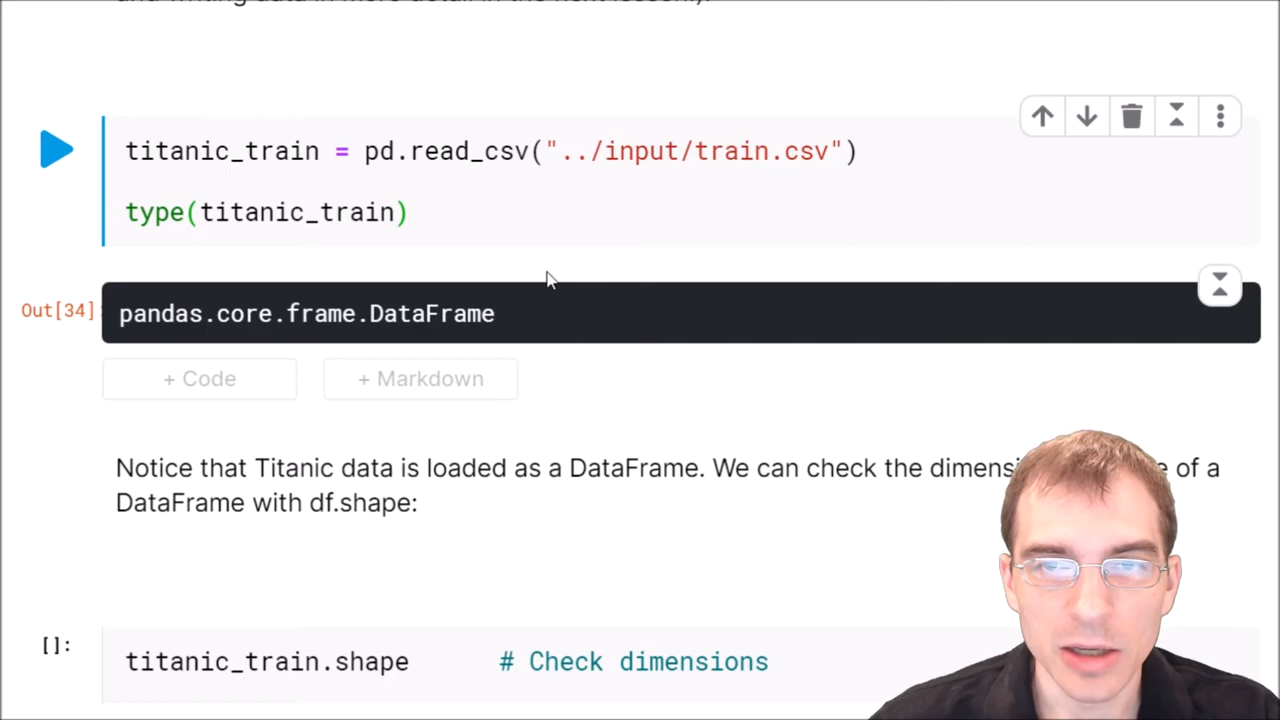 titanic_train = pd.read_csv("../input/train.csv")
type(titanic_train)
Out[34]
pandas.core.frame.DataFrame
+ Code
+ Markdown
Notice that Titanic data is loaded as a DataFrame. We can check the of a
DataFrame with df.shape:
[]:
titanic_train.shape # Check dimensions